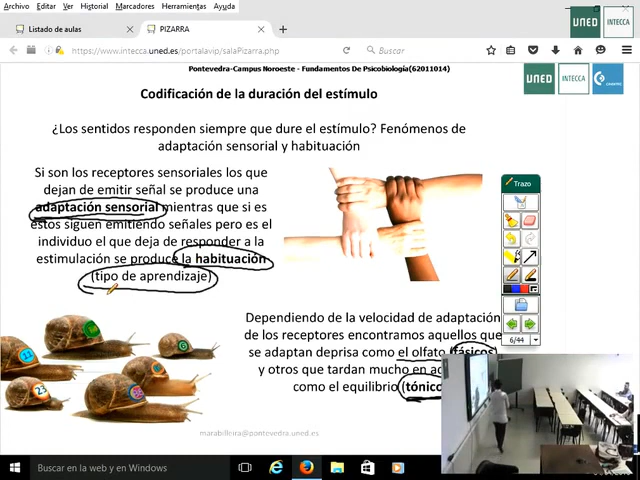 Archivo Editar Ver Historial Marcadores Herramientas Ayuda
Listado de aulas
PIZARRA
https://www.intecca.uned.es/portalavip/salaPizarra.php
Buscar
UNED INTECCA
Pontevedra-Campus Noroeste - Fundamentos De Psicobiología(62011014)
UNED INTECCA
Codificación de la duración del estímulo
¿Los sentidos responden siempre que dure el estímulo? Fenómenos de
adaptación sensorial y habituación
Si son los receptores sensoriales los que
dejan de emitir señal se produce una
adaptación sensorial mientras que si es
estos siguen emitiendo señales pero es el
individuo el que deja de responder a la
estimulación se produce la habituación
(tipo de aprendizaje)
Trazo
6/44
Dependiendo de la velocidad de adaptación
de los receptores encontramos aquellos que
se adaptan deprisa como el olfato (fásicos)
y otros que tardan mucho en
como el equilibrio (tónico
11
23
marabilleira@pontevedra.uned.es
Buscar en la web y en Windows